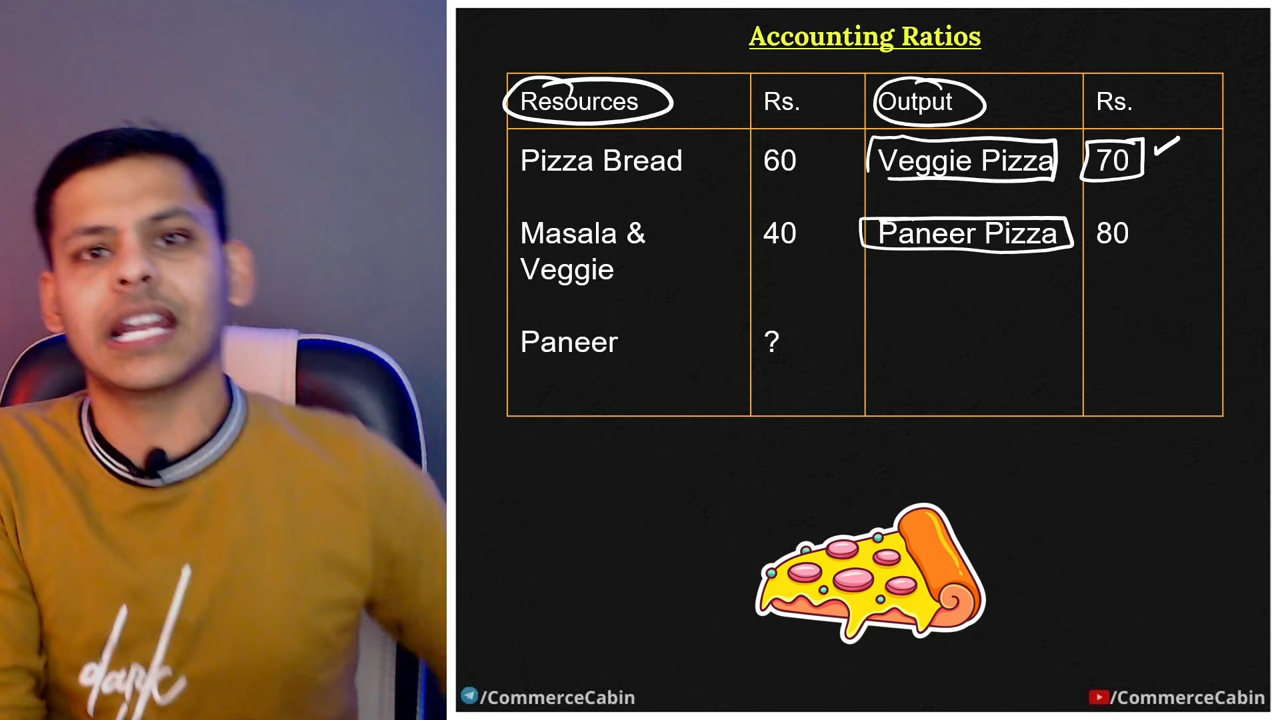 Accounting Ratios
Resources Rs. Output Rs.
Pizza Bread 60 Veggie Pizza 70
Masala & 40 Paneer Pizza 80
Veggie
Paneer ?
dark
/CommerceCabin /CommerceCabin